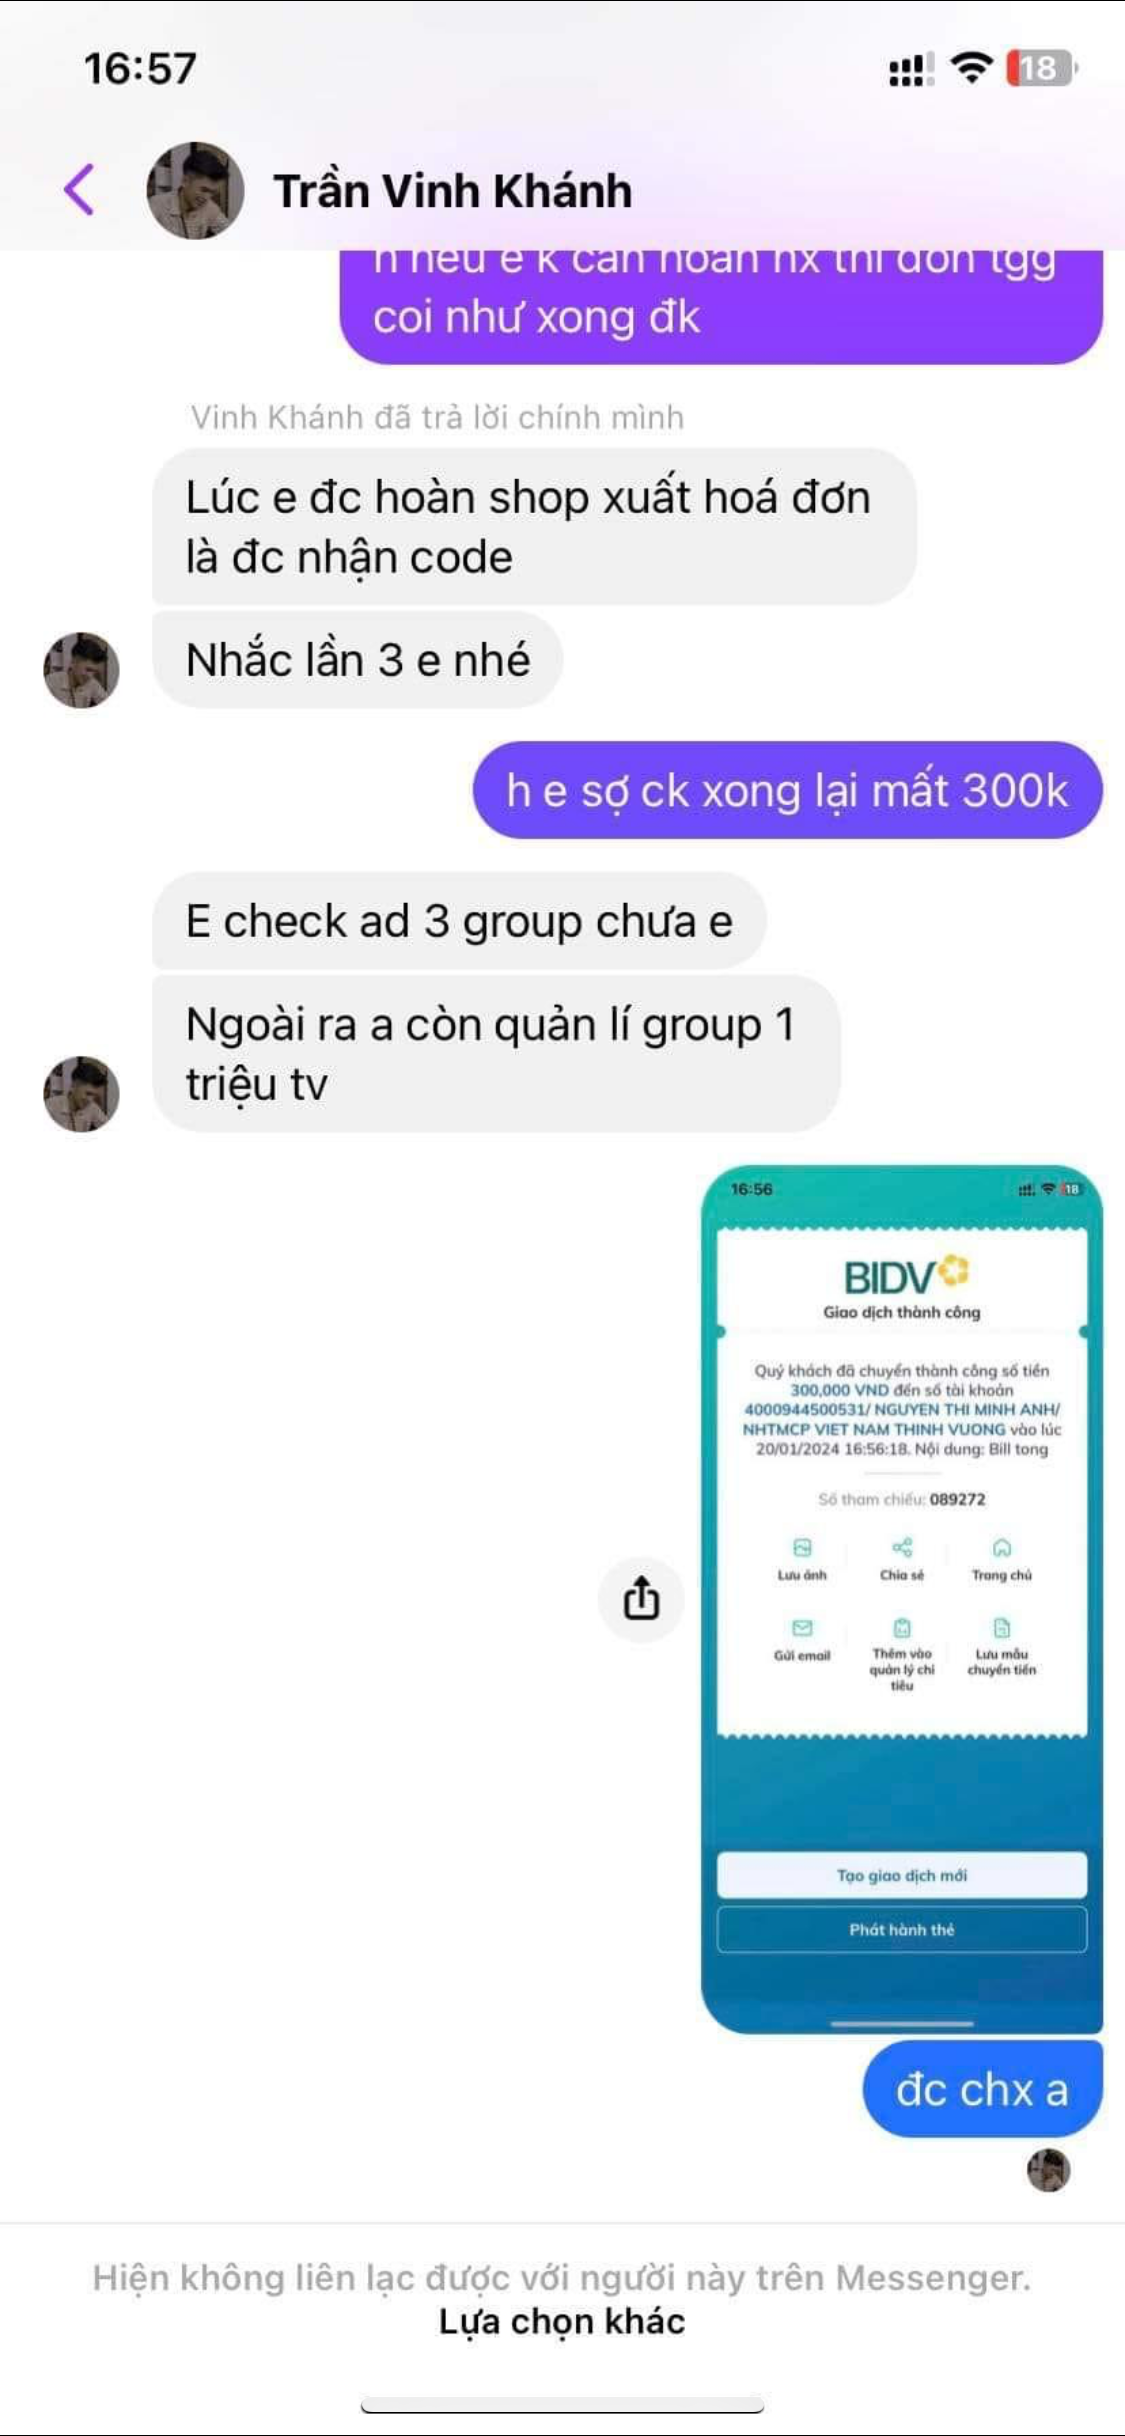 16:57
18
Trần Vinh Khánh
h nếu e k cần hoàn nx thì đơn tgg
coi như xong đk
Vinh Khánh đã trả lời chính mình
Lúc e đc hoàn shop xuất hoá đơn
là đc nhận code
Nhắc lần 3 e nhé
h e sợ ck xong lại mất 300k
E check ad 3 group chưa e
Ngoài ra a còn quản lí group 1
triệu tv
16:56
18
BIDV
Giao dịch thành công
Quý khách đã chuyển thành công số tiền
300,000 VND đến số tài khoản
4000944500531/ NGUYEN THI MINH ANH/
NHTMCP VIET NAM THINH VUONG vào lúc
20/01/2024 16:56:18. Nội dung: Bill tong
Số tham chiếu: 089272
Lưu ảnh
Chia sẻ
Trang chủ
Gửi email
Thêm vào
quản lý chi
tiêu
Lưu mẫu
chuyển tiền
Tạo giao dịch mới
Phát hành thẻ
đc chx a
Hiện không liên lạc được với người này trên Messenger.
Lựa chọn khác